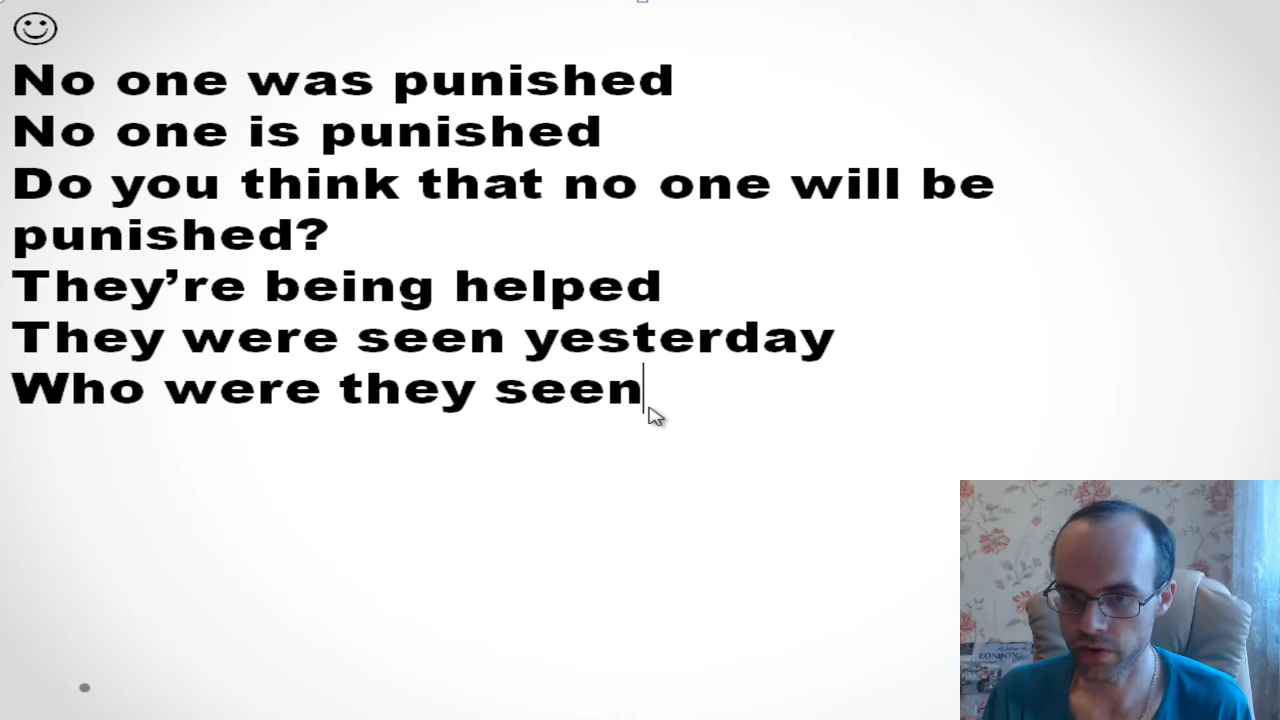 No one was punished
No one is punished
Do you think that no one will be
punished?
They’re being helped
They were seen yesterday
Who were they seen
LONDON